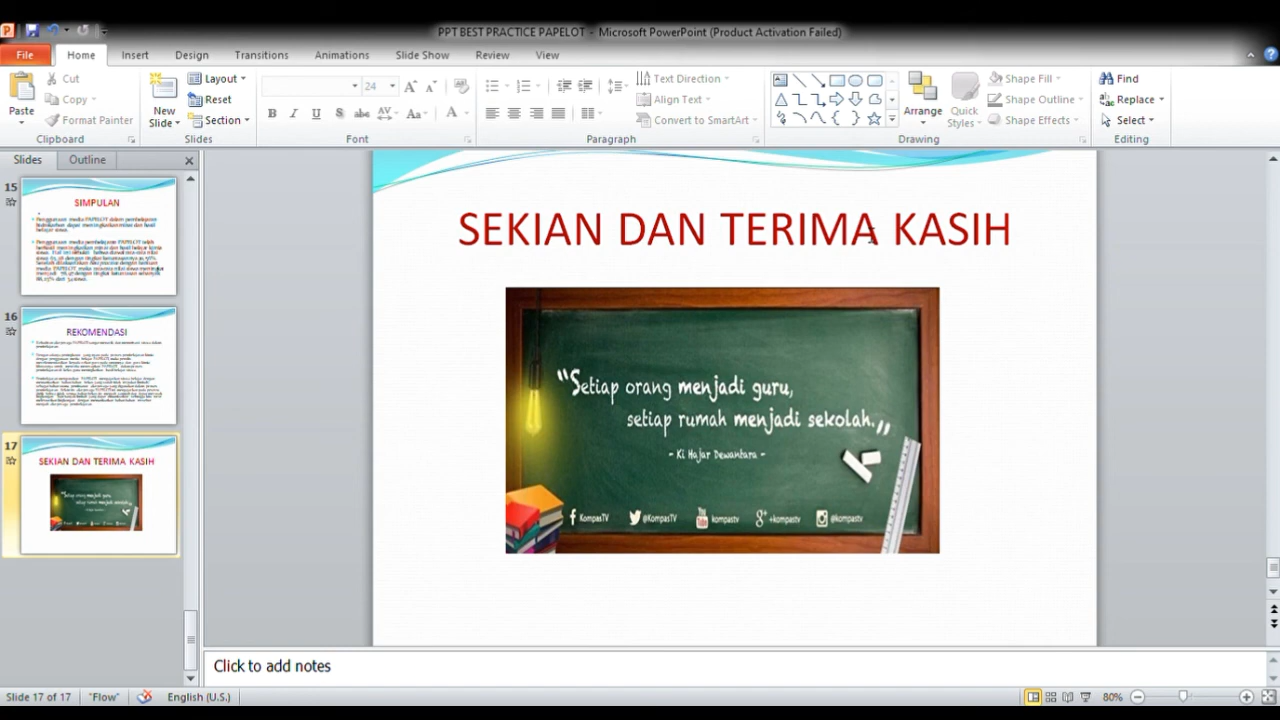 PPT BEST PRACTICE PAPELOT - Microsoft PowerPoint (Product Activation Failed)
File Home Insert Design Transitions Animations Slide Show Review View
Paste
Cut
Copy
Format Painter
Clipboard
New Slide
Layout
Reset
Section
Slides
24
Font
Text Direction
Align Text
Convert to SmartArt
Paragraph
Arrange
Quick Styles
Shape Fill
Shape Outline
Shape Effects
Drawing
Find
Replace
Select
Editing
Slides Outline
15
SIMPULAN
16
REKOMENDASI
17
SEKIAN DAN TERIMA KASIH
SEKIAN DAN TERIMA KASIH
"Setiap orang menjadi guru,
setiap rumah menjadi sekolah."
- Ki Hajar Dewantara -
KompasTV @KompasTV kompastv +kompastv @kompastv
Click to add notes
Slide 17 of 17 "Flow" English (U.S.) 80%